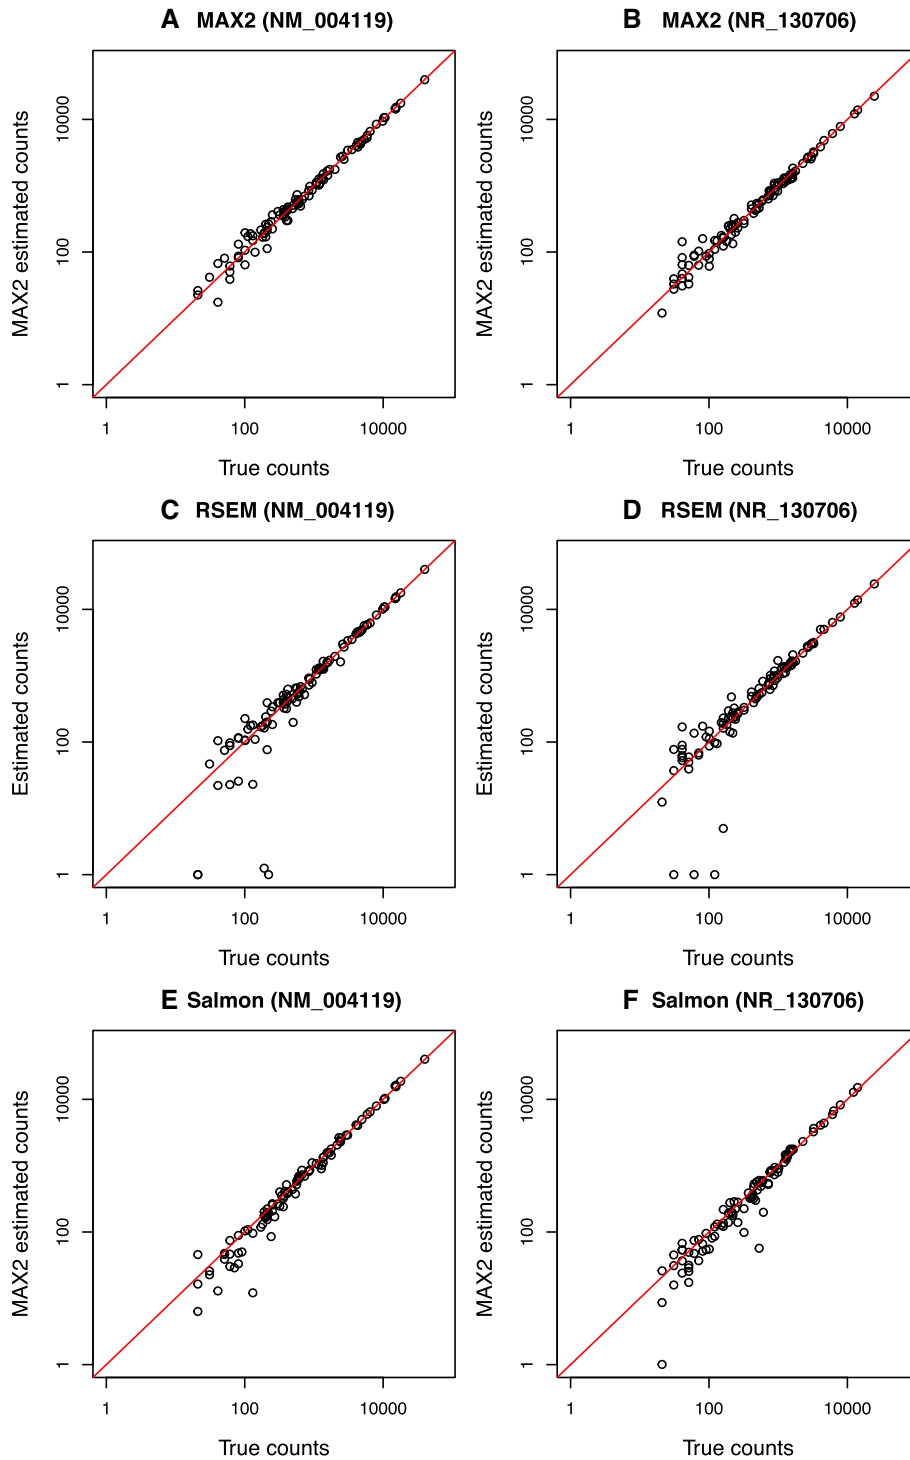 A MAX2 (NM_004119)
MAX2 estimated counts
10000
100
1
1 100 10000
True counts
B MAX2 (NR_130706)
MAX2 estimated counts
10000
100
1
1 100 10000
True counts
C RSEM (NM_004119)
Estimated counts
10000
100
1
1 100 10000
True counts
D RSEM (NR_130706)
Estimated counts
10000
100
1
1 100 10000
True counts
E Salmon (NM_004119)
MAX2 estimated counts
10000
100
1
1 100 10000
True counts
F Salmon (NR_130706)
MAX2 estimated counts
10000
100
1
1 100 10000
True counts